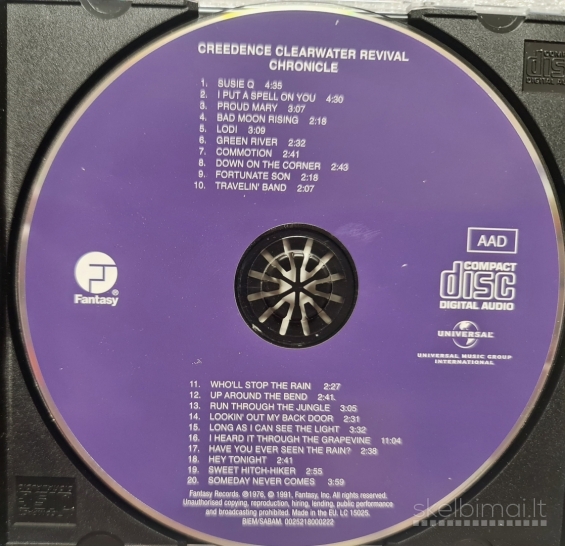 CREEDENCE CLEARWATER REVIVAL
CHRONICLE
1. SUSIE Q 4:35
2. I PUT A SPELL ON YOU 4:30
3. PROUD MARY 3:07
4. BAD MOON RISING 2:18
5. LODI 3:09
6. GREEN RIVER 2:32
7. COMMOTION 2:41
8. DOWN ON THE CORNER 2:43
9. FORTUNATE SON 2:18
10. TRAVELIN' BAND 2:07
AAD
COMPACT
disc
DIGITAL AUDIO
Fantasy®
UNIVERSAL
UNIVERSAL MUSIC GROUP
INTERNATIONAL
11. WHO'LL STOP THE RAIN 2:27
12. UP AROUND THE BEND 2:41.
13. RUN THROUGH THE JUNGLE 3:05
14. LOOKIN' OUT MY BACK DOOR 2:31
15. LONG AS I CAN SEE THE LIGHT 3:32
16. I HEARD IT THROUGH THE GRAPEVINE 11:04
17. HAVE YOU EVER SEEN THE RAIN? 2:38
18. HEY TONIGHT 2:41
19. SWEET HITCH-HIKER 2:55
20. SOMEDAY NEVER COMES 3:59
Fantasy Records. ℗1976, © 1991, Fantasy, Inc. All rights reserved.
Unauthorised copying, reproduction, hiring, lending, public performance
and broadcasting prohibited. Made in the EU. LC 15025.
BIEM/SABAM. 0025218000222
skelbimai.lt